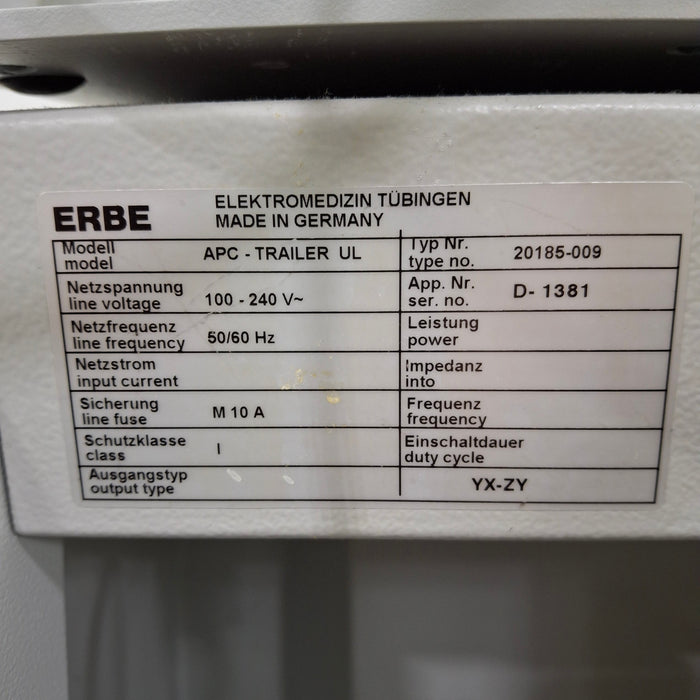 ERBE
ELEKTROMEDIZIN TÜBINGEN
MADE IN GERMANY
Modell
model
APC - TRAILER UL
Typ Nr.
type no.
20185-009
Netzspannung
line voltage
100 - 240 V~
App. Nr.
ser. no.
D- 1381
Netzfrequenz
line frequency
50/60 Hz
Leistung
power
Netzstrom
input current
Impedanz
into
Sicherung
line fuse
M 10 A
Frequenz
frequency
Schutzklasse
class
I
Einschaltdauer
duty cycle
Ausgangstyp
output type
YX-ZY